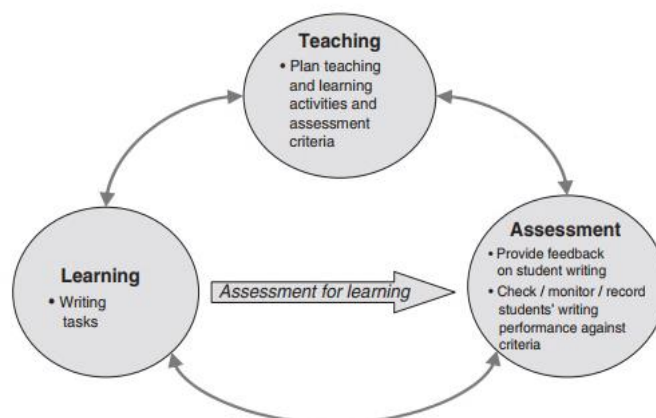 Teaching
• Plan teaching
and learning
activities and
assessment
criteria
Learning
• Writing
tasks
Assessment for learning
Assessment
• Provide feedback
on student writing
• Check / monitor / record
students' writing
performance against
criteria